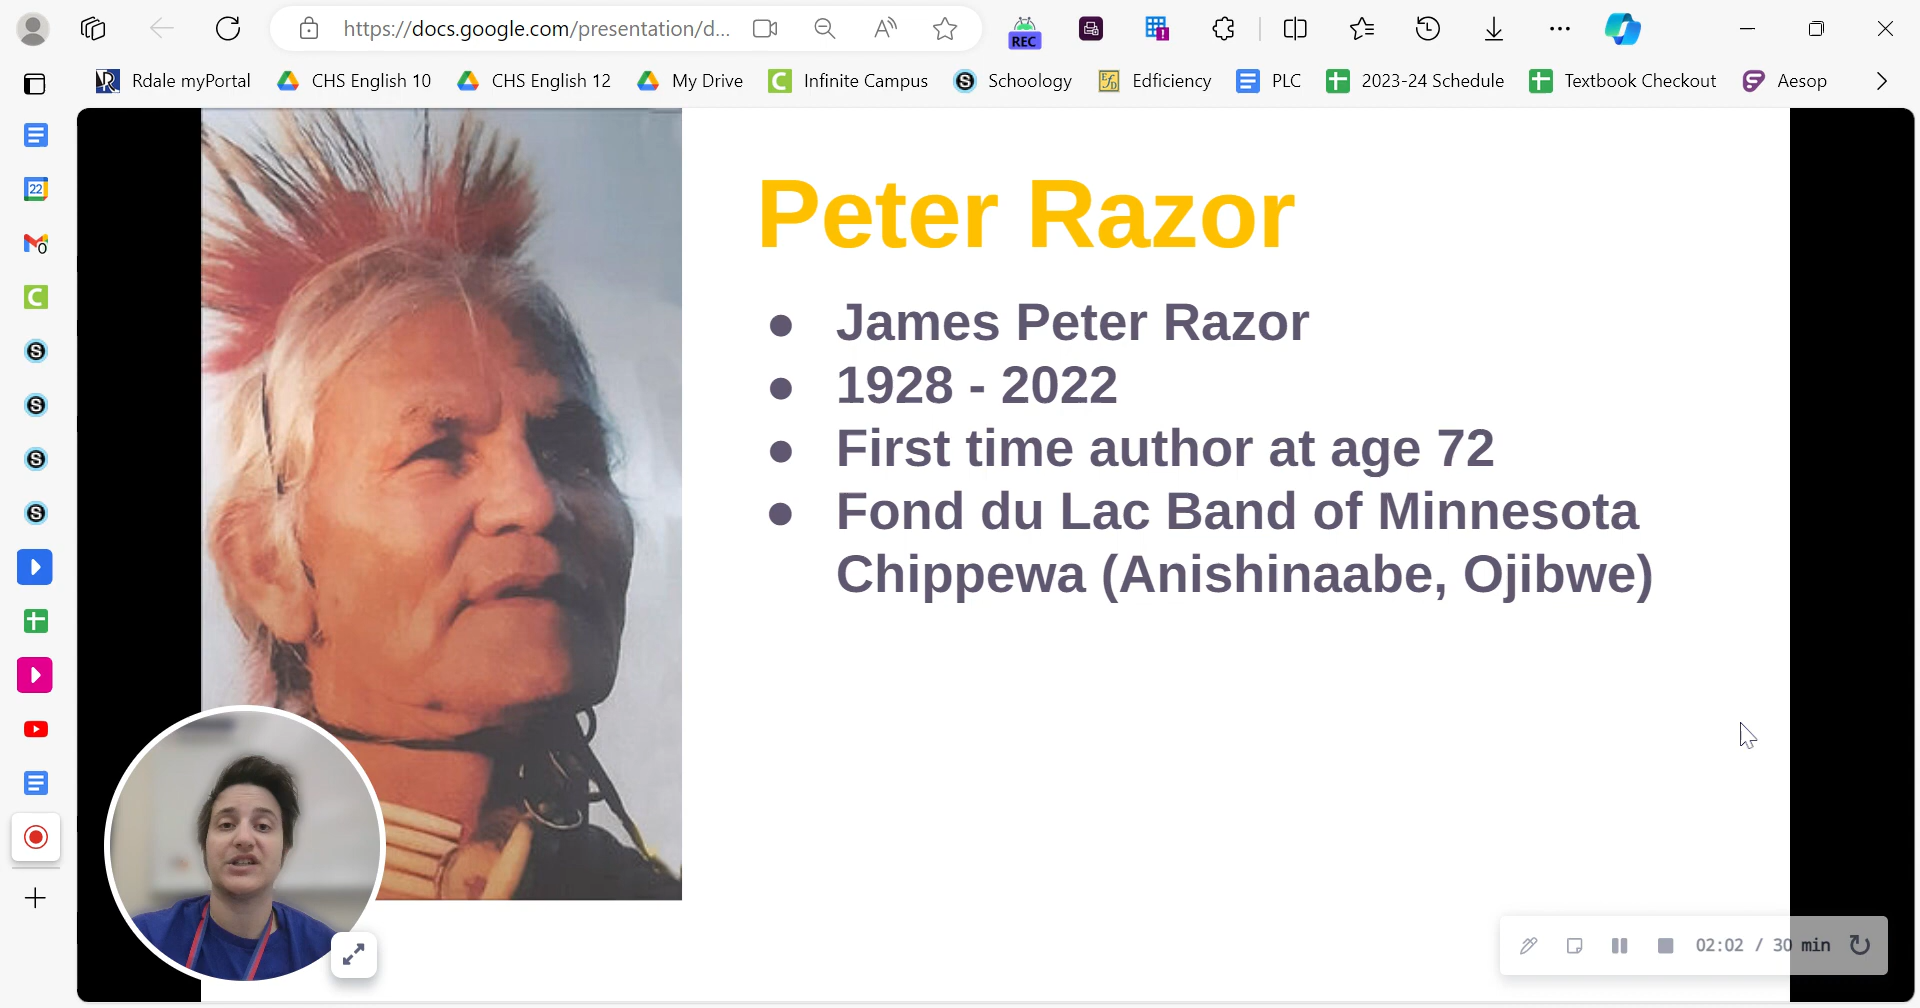 https://docs.google.com/presentation/d...
REC
Rdale myPortal
CHS English 10
CHS English 12
My Drive
Infinite Campus
Schoology
Edficiency
PLC
2023-24 Schedule
Textbook Checkout
Aesop
22
0
Peter Razor
James Peter Razor
1928 - 2022
First time author at age 72
Fond du Lac Band of Minnesota
Chippewa (Anishinaabe, Ojibwe)
02:02 / 30 min